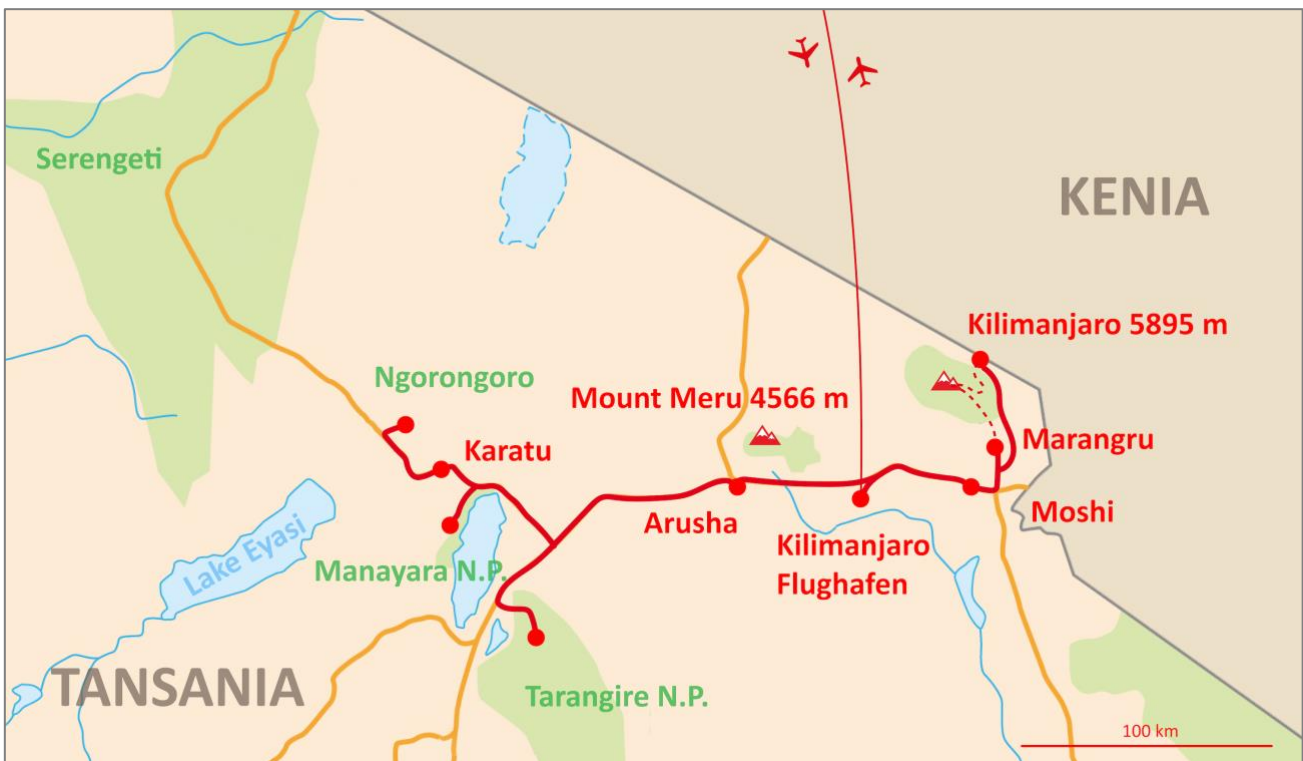 Serengeti
KENIA
Kilimanjaro 5895 m
Ngorongoro
Mount Meru 4566 m
Karatu
Marangru
Arusha
Moshi
Kilimanjaro
Flughafen
Lake Eyasi
Manayara N.P.
TANSANIA
Tarangire N.P.
100 km